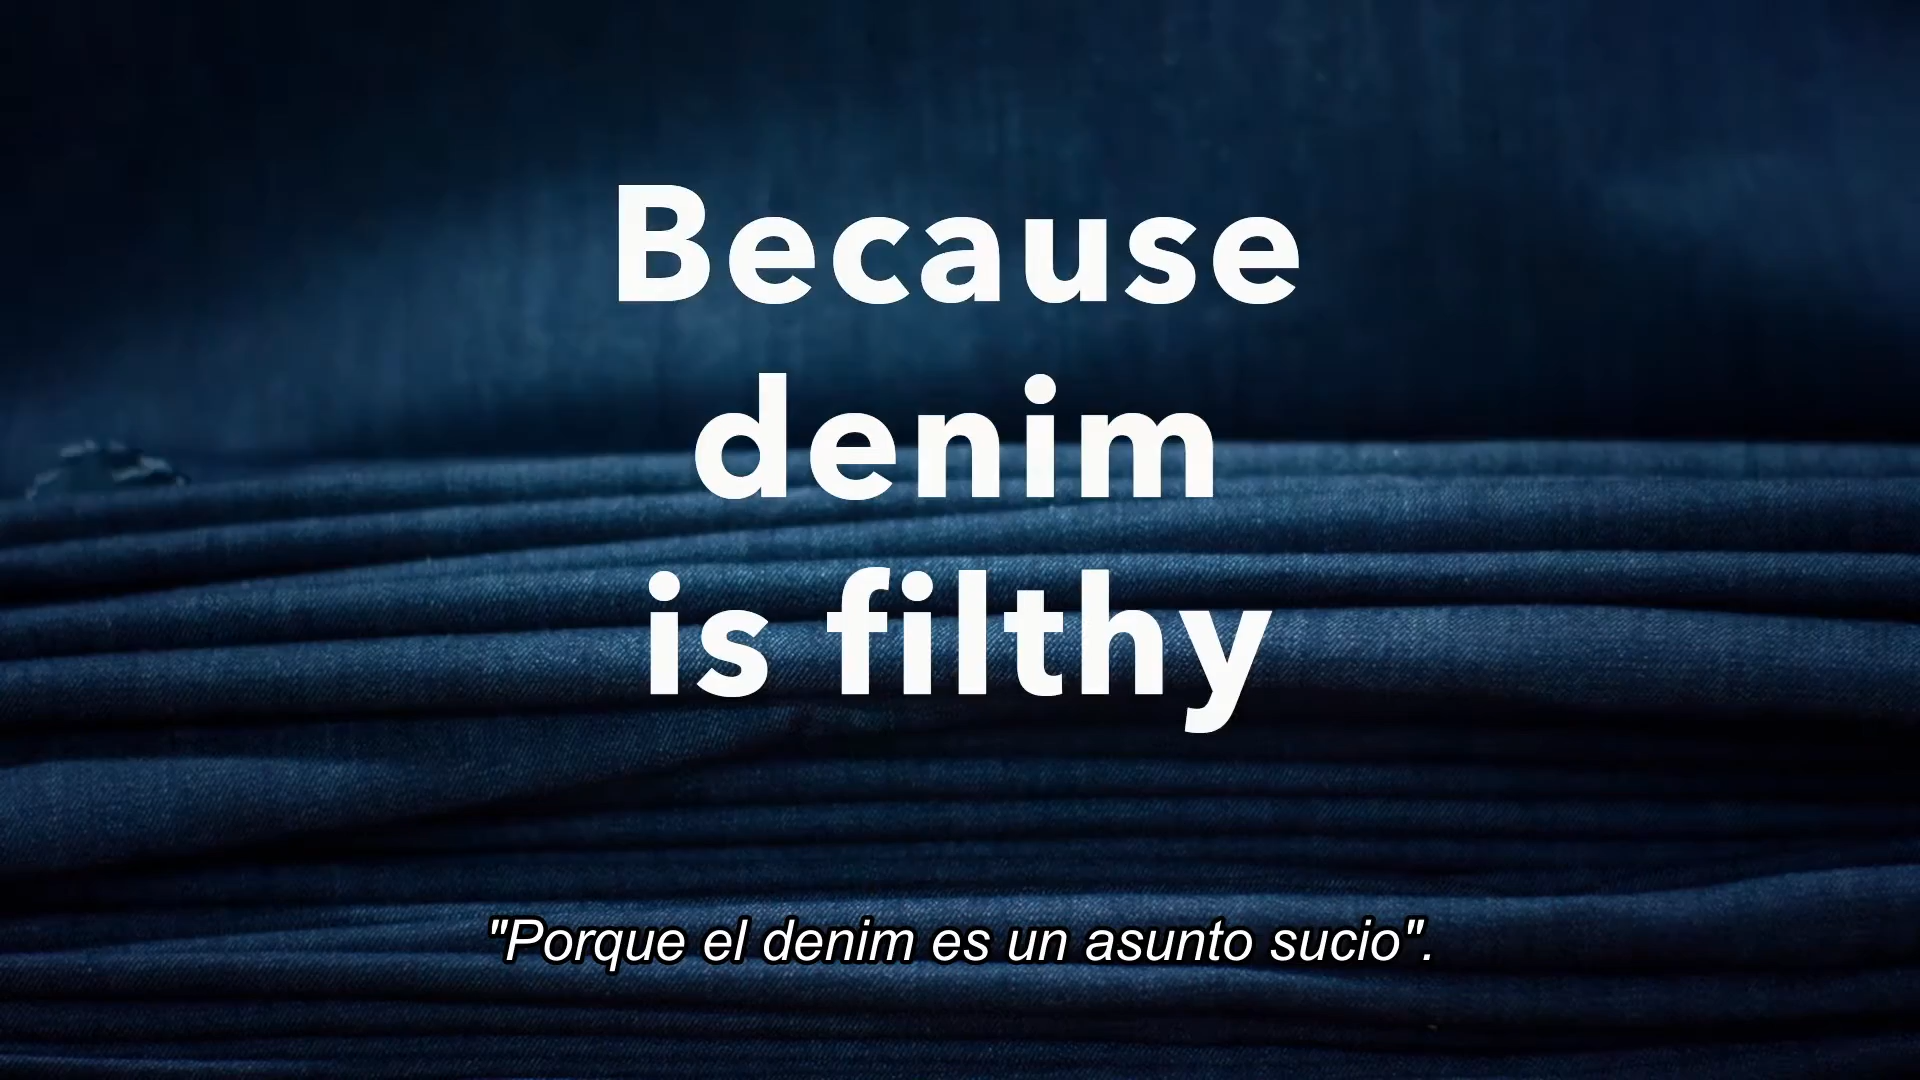 Because
denim
is filthy
"Porque el denim es un asunto sucio".